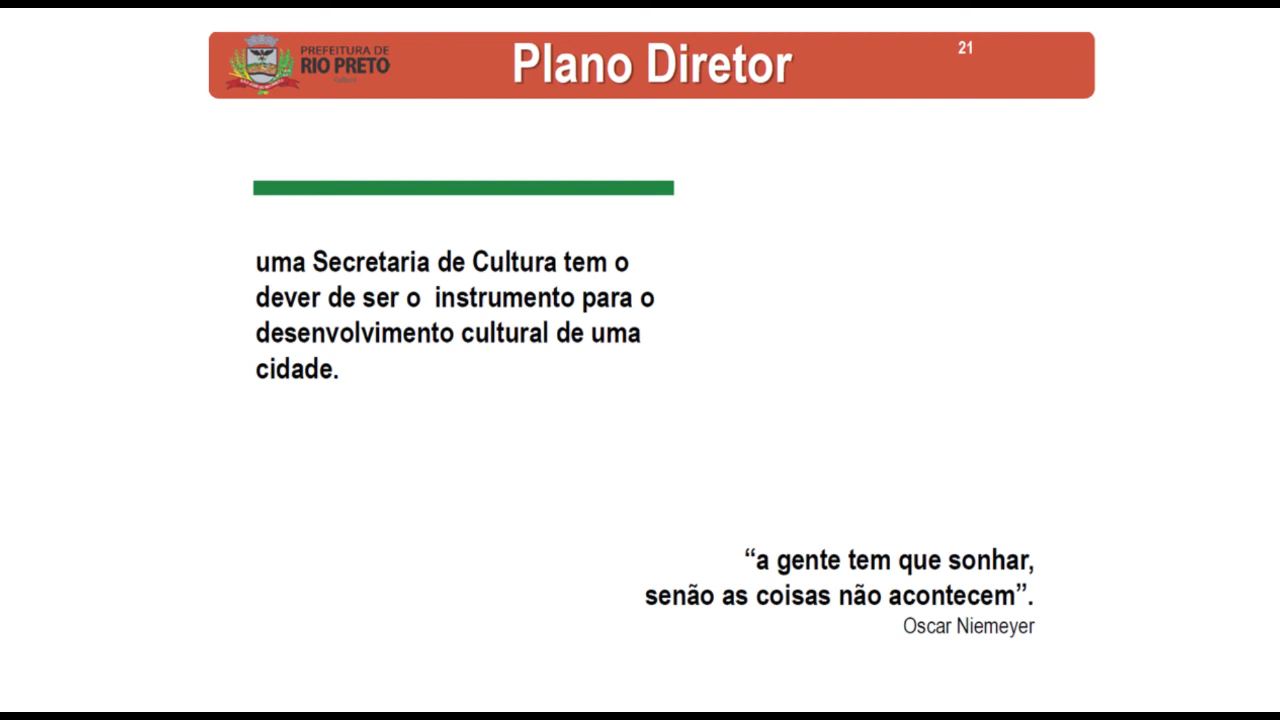 PREFEITURA DE
RIO PRETO
Cultura
Plano Diretor
21
uma Secretaria de Cultura tem o
dever de ser o instrumento para o
desenvolvimento cultural de uma
cidade.
“a gente tem que sonhar,
senão as coisas não acontecem”.
Oscar Niemeyer